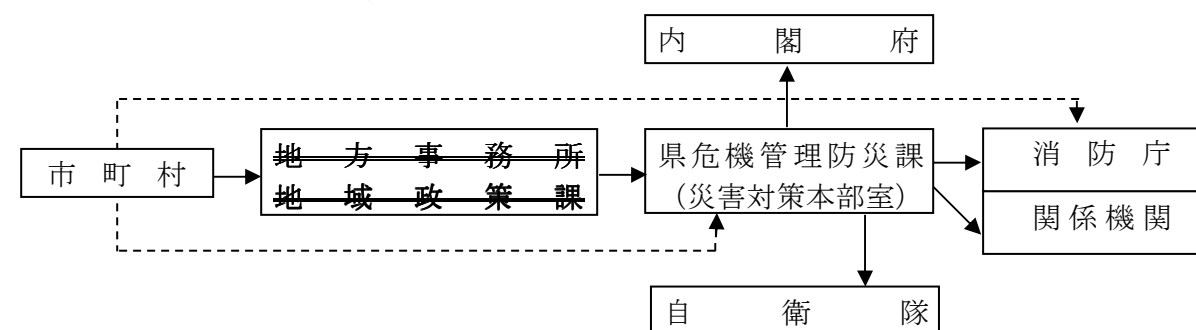 内閣府
市町村
地方事務所
地域政策課
県危機管理防災課
(災害対策本部室)
消防庁
関係機関
自衛隊